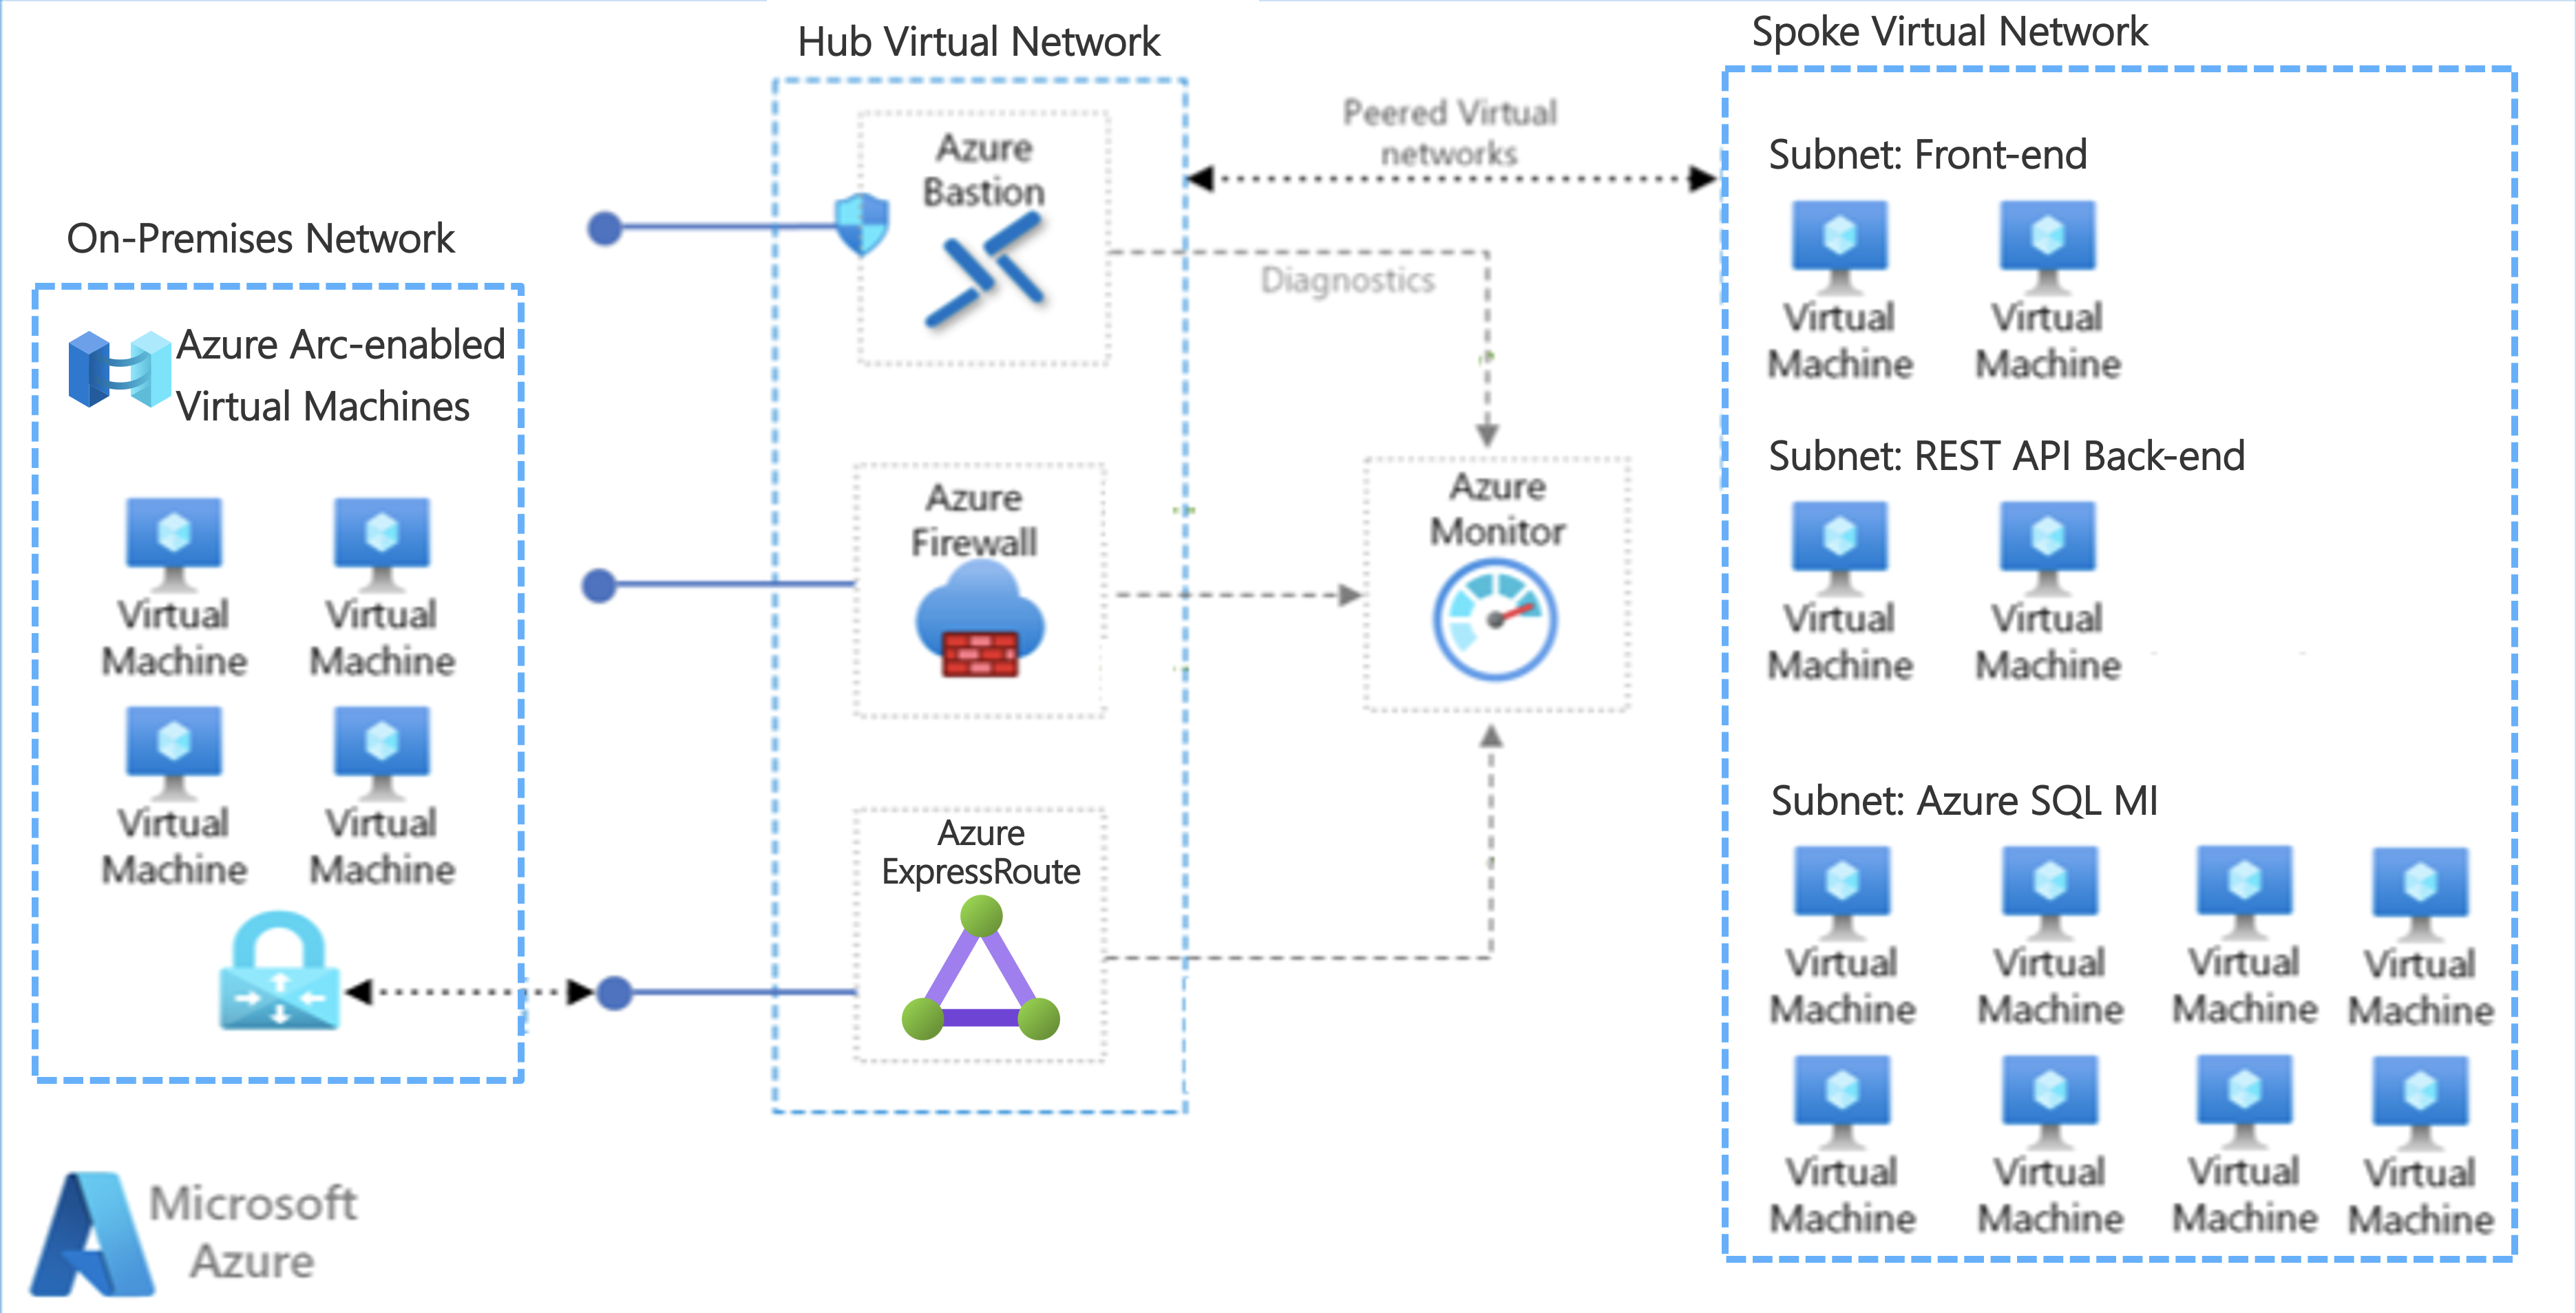 On-Premises Network
Azure Arc-enabled
Virtual Machines
Virtual
Machine
Virtual
Machine
Virtual
Machine
Virtual
Machine
Microsoft
Azure
Hub Virtual Network
Azure
Bastion
Azure
Firewall
Azure
ExpressRoute
Peered Virtual
networks
Diagnostics
Azure
Monitor
Spoke Virtual Network
Subnet: Front-end
Virtual
Machine
Virtual
Machine
Subnet: REST API Back-end
Virtual
Machine
Virtual
Machine
Subnet: Azure SQL MI
Virtual
Machine
Virtual
Machine
Virtual
Machine
Virtual
Machine
Virtual
Machine
Virtual
Machine
Virtual
Machine
Virtual
Machine